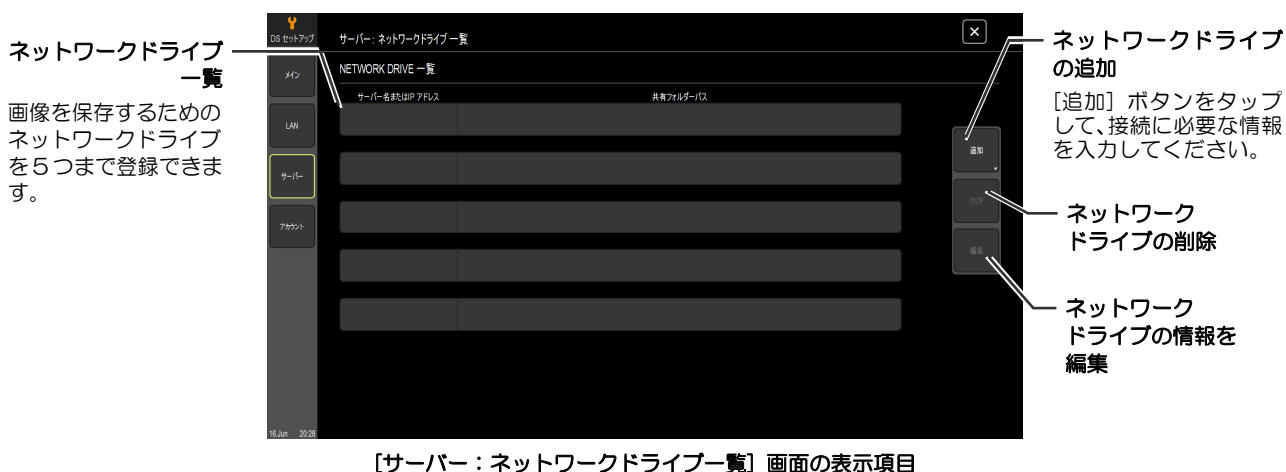 ネットワークドライブ
一覧
画像を保存するための
ネットワークドライブ
を５つまで登録できま
す。
DS セットアップ
メイン
LAN
サーバー
アカウント
16.Jun 20:28
サーバー: ネットワークドライブ 一覧
NETWORK DRIVE 一覧
サーバー名またはIP アドレス 共有フォルダーパス
追加
クリア
編集
ネットワークドライブ
の追加
［追加］ボタンをタップ
して、接続に必要な情報
を入力してください。
ネットワーク
ドライブの削除
ネットワーク
ドライブの情報を
編集
［サーバー：ネットワークドライブ一覧］画面の表示項目